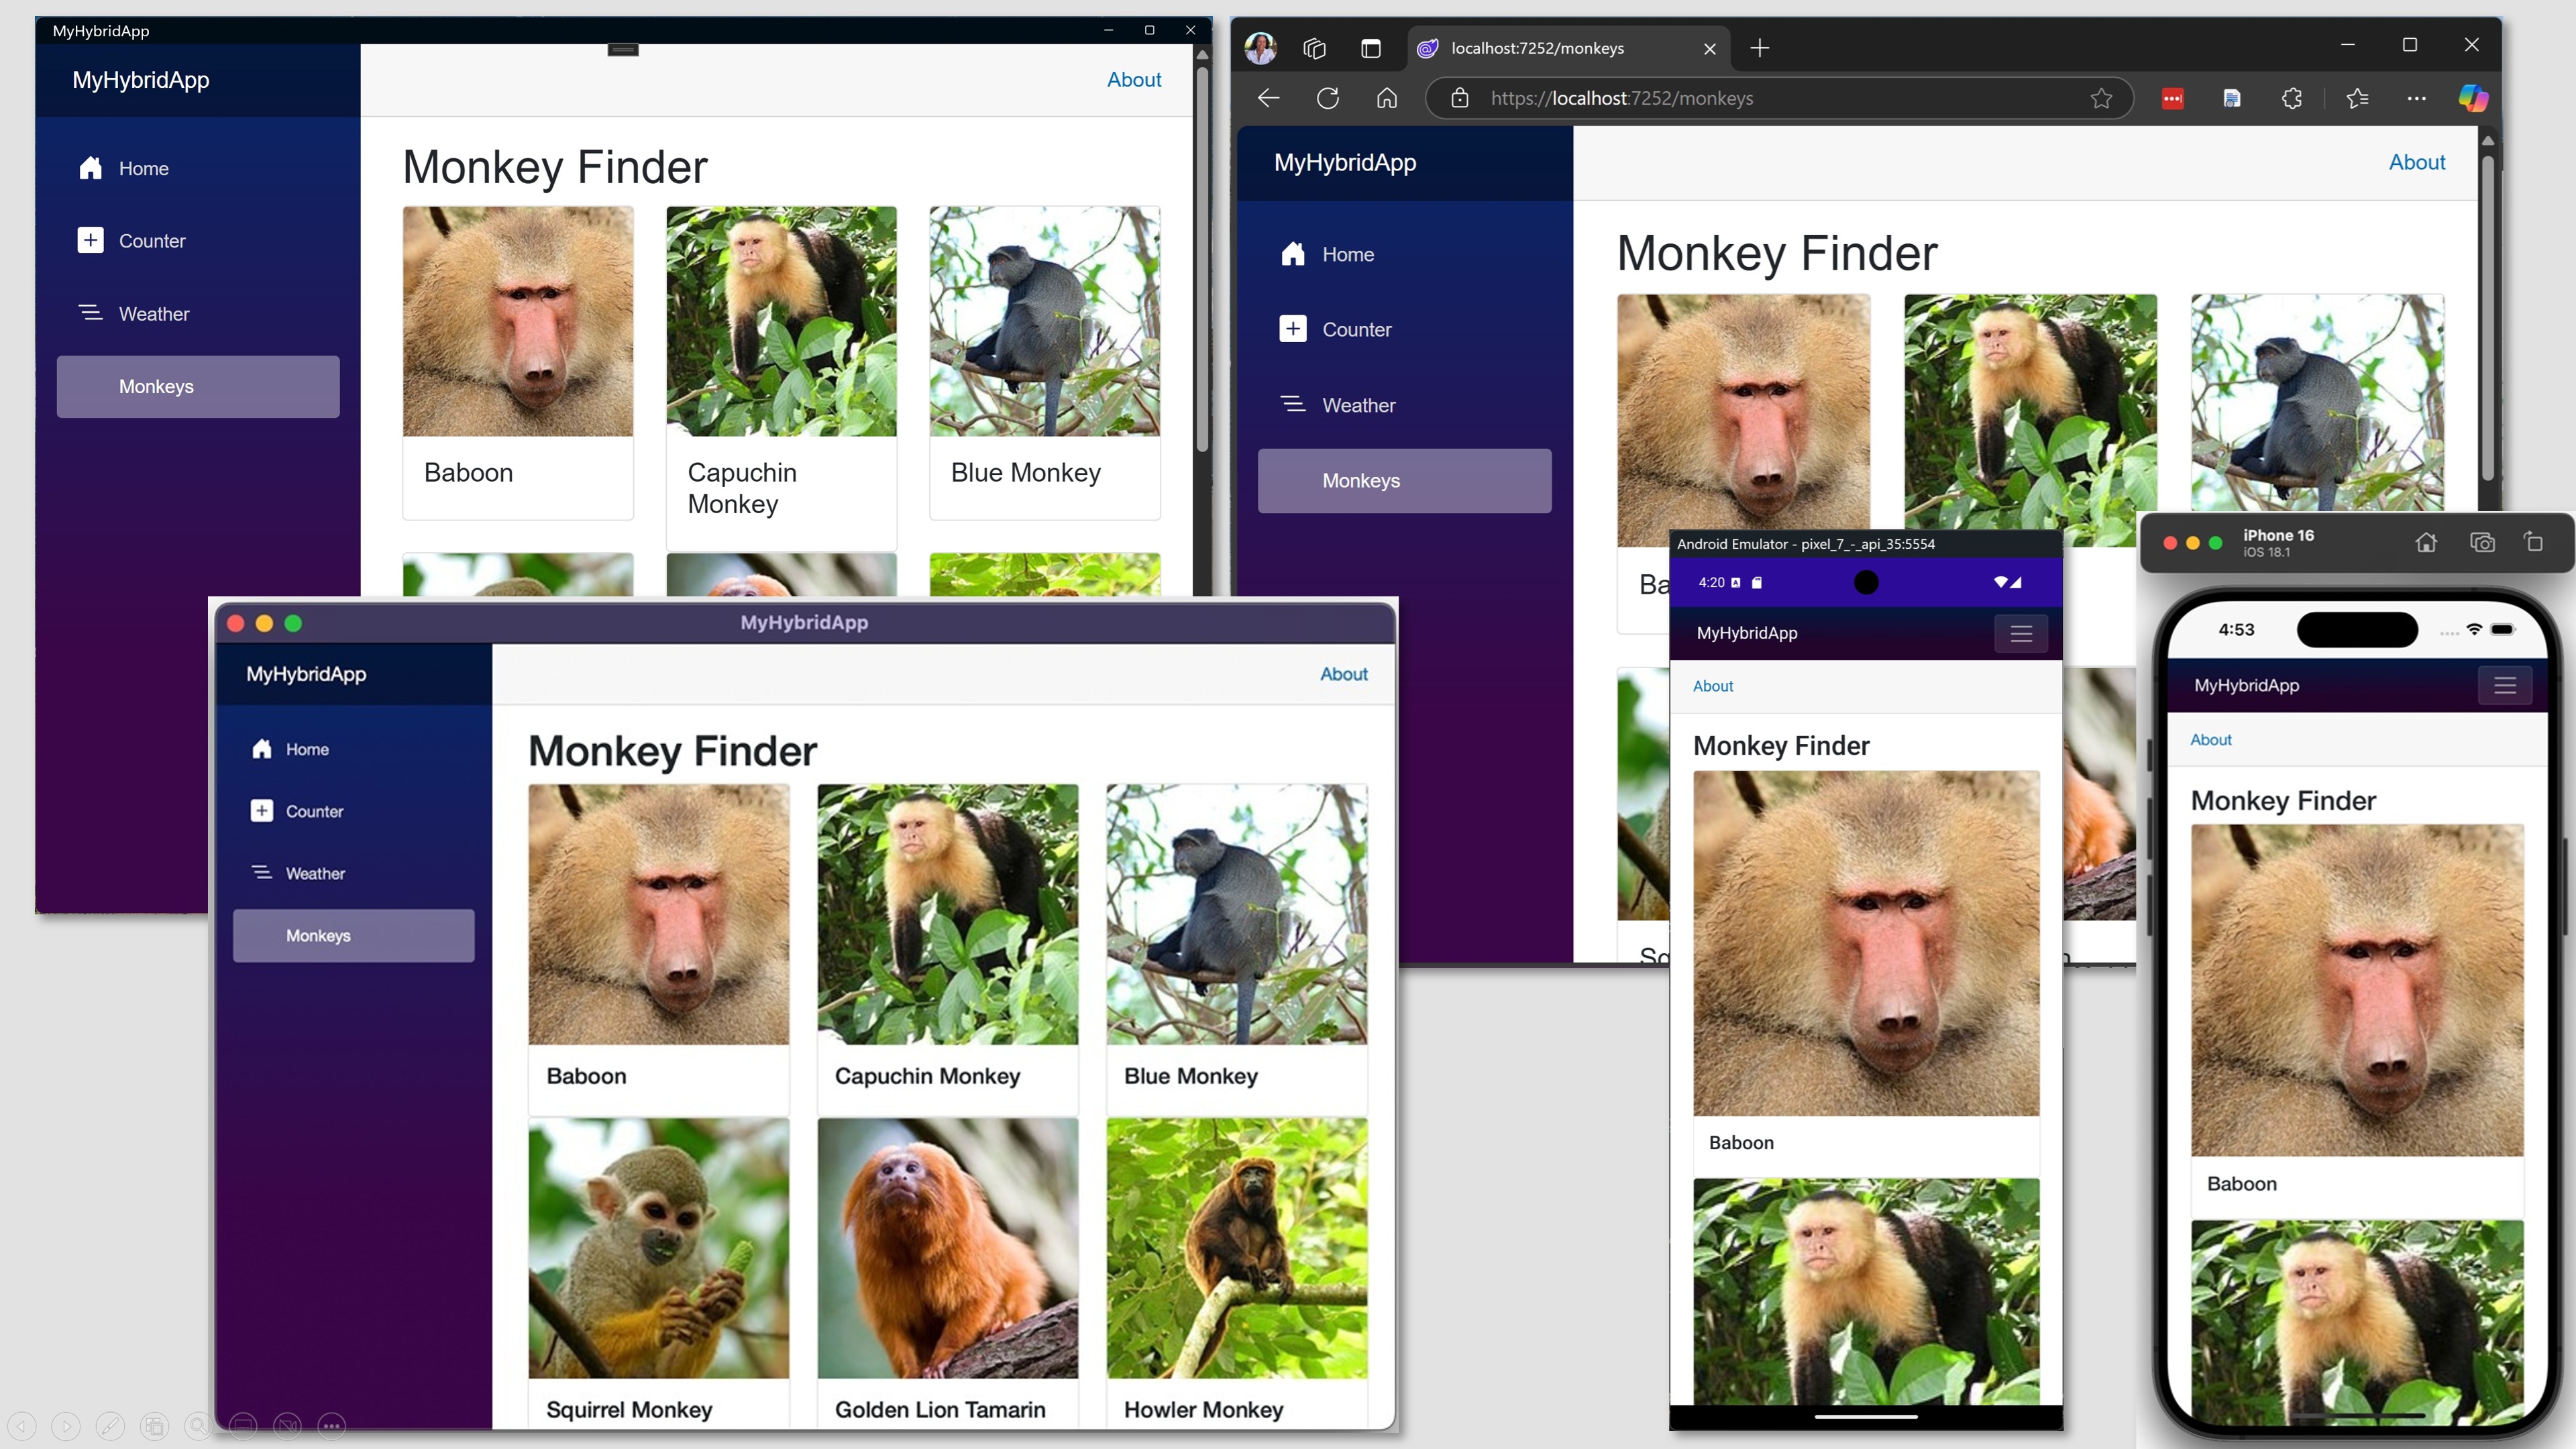 MyHybridApp
MyHybridApp
About
Home
Counter
Weather
Monkeys
Monkey Finder
Baboon
Capuchin
Monkey
Blue Monkey
localhost:7252/monkeys
https://localhost:7252/monkeys
MyHybridApp
About
Home
Counter
Weather
Monkeys
Monkey Finder
Ba
Sq
MyHybridApp
MyHybridApp
About
Home
Counter
Weather
Monkeys
Monkey Finder
Baboon
Capuchin Monkey
Blue Monkey
Squirrel Monkey
Golden Lion Tamarin
Howler Monkey
Android Emulator - pixel_7_-_api_35:5554
4:20
MyHybridApp
About
Monkey Finder
Baboon
iPhone 16
iOS 18.1
4:53
MyHybridApp
About
Monkey Finder
Baboon